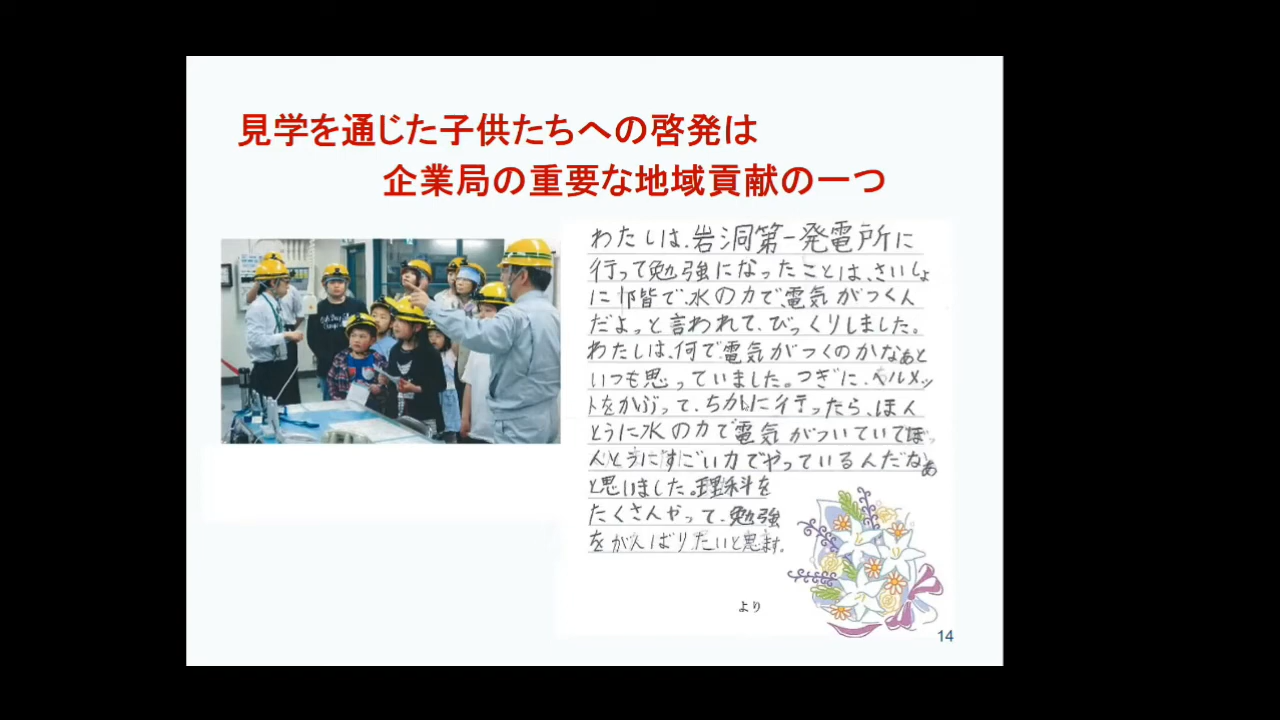 見学を通じた子供たちへの啓発は
企業局の重要な地域貢献の一つ
わたしは、岩洞第一発電所に
行って勉強になったことは、さいしょ
に階で、水の力で、電気がつくん
だよっと言われて、びっくりしました。
わたしは、何で、電気がつくのかなぁと
いつも思っていました。つぎに、ヘルメッ
トをかぶって、ちかに行ったら、ほん
とうに水の力で電気がついていて
んとうにすごい力でやっているんだなぁ
と思いました。理科を
たくさんやって、勉強
をがんばりたいと思ます。
より
14